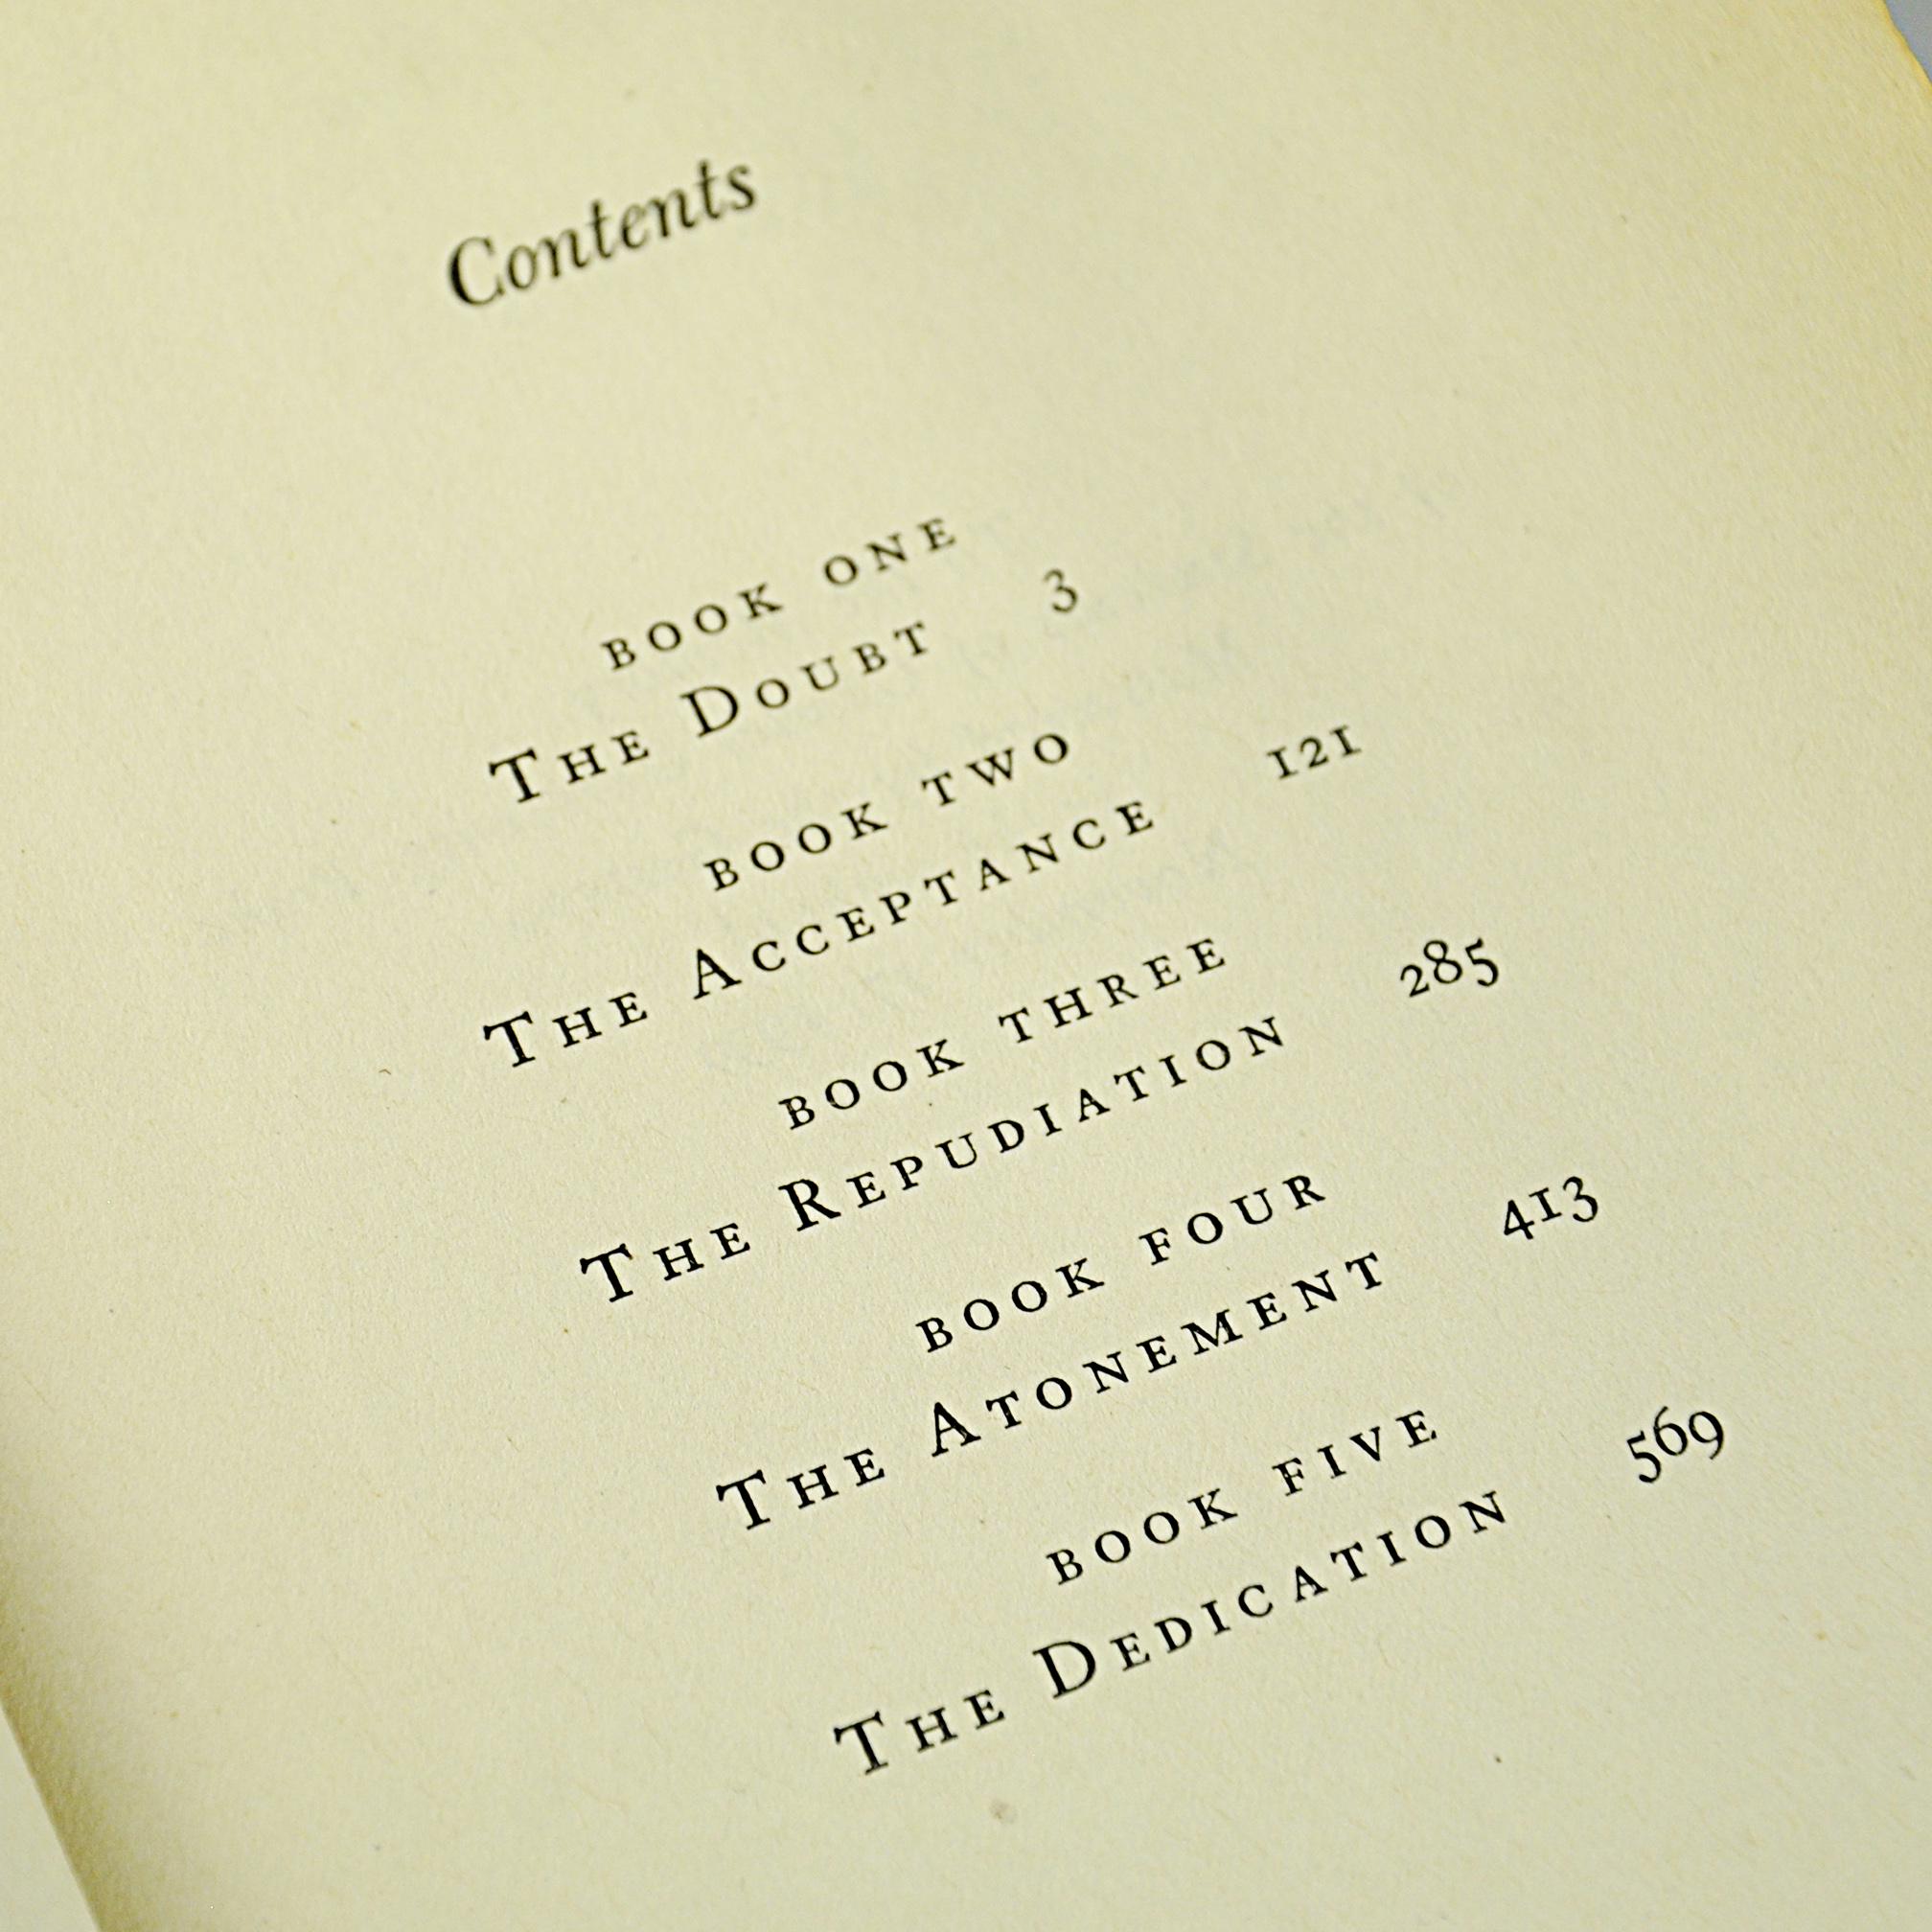 Contents
BOOK ONE
THE DOUBT 3
BOOK TWO
THE ACCEPTANCE 121
BOOK THREE
THE REPUDIATION 285
BOOK FOUR
THE ATONEMENT 413
BOOK FIVE
THE DEDICATION 569